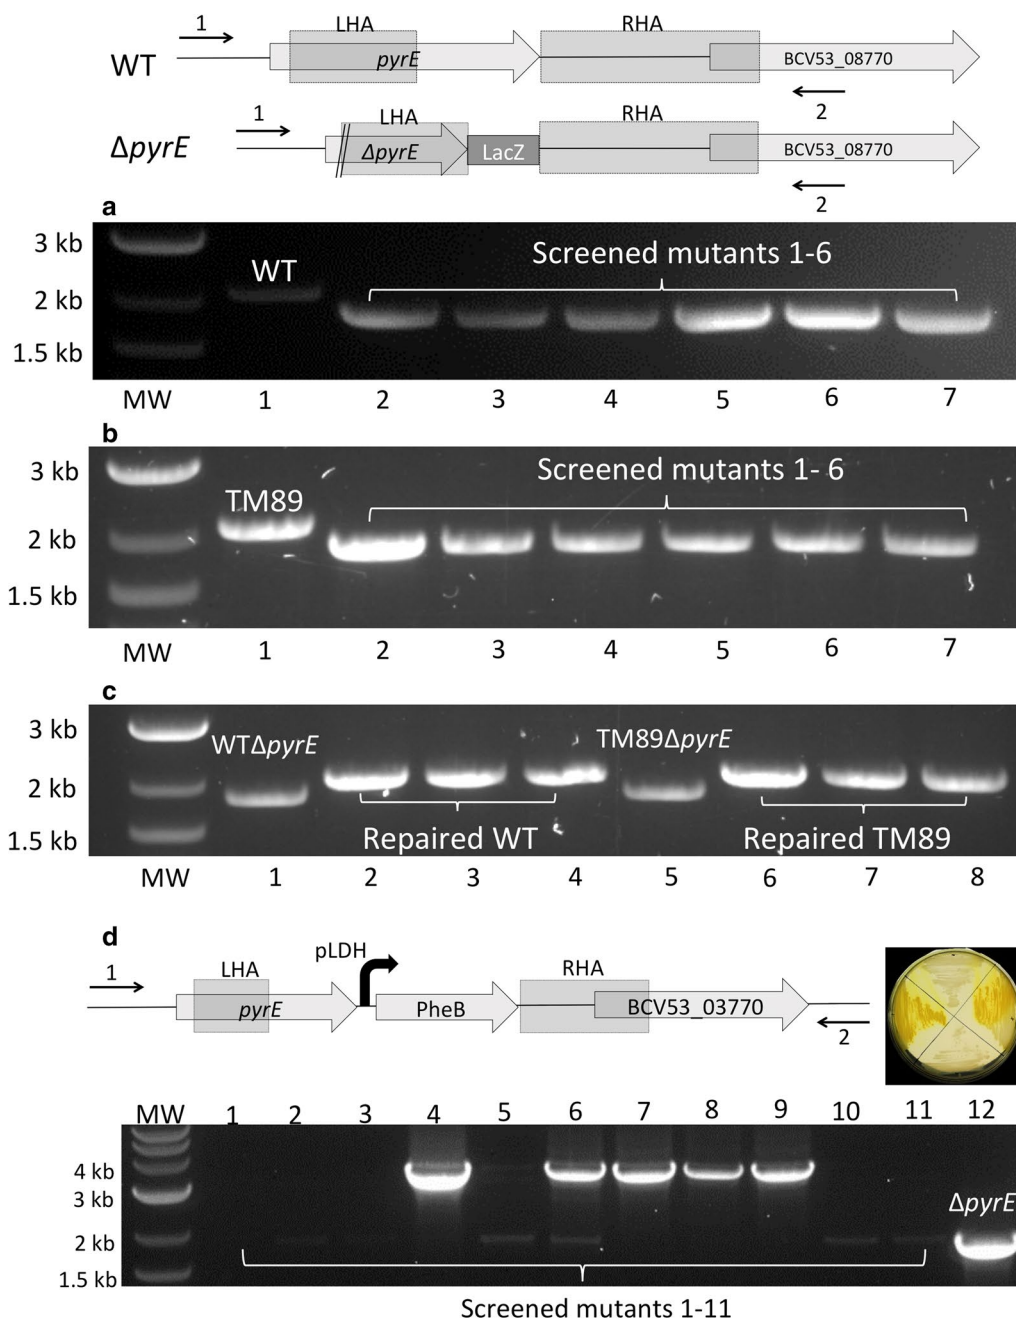 1 LHA RHA
WT pyrE BCV53_08770
2
1 LHA RHA
ΔpyrE ΔpyrE LacZ BCV53_08770
2
a
3 kb
WT Screened mutants 1-6
2 kb
1.5 kb
MW 1 2 3 4 5 6 7
b
3 kb Screened mutants 1- 6
TM89
2 kb
1.5 kb
MW 1 2 3 4 5 6 7
c
3 kb
WTΔpyrE TM89ΔpyrE
2 kb
1.5 kb Repaired WT Repaired TM89
MW 1 2 3 4 5 6 7 8
d
pLDH
1 LHA RHA
pyrE PheB BCV53_03770
2
MW 1 2 3 4 5 6 7 8 9 10 11 12
4 kb
3 kb
ΔpyrE
2 kb
1.5 kb
Screened mutants 1-11